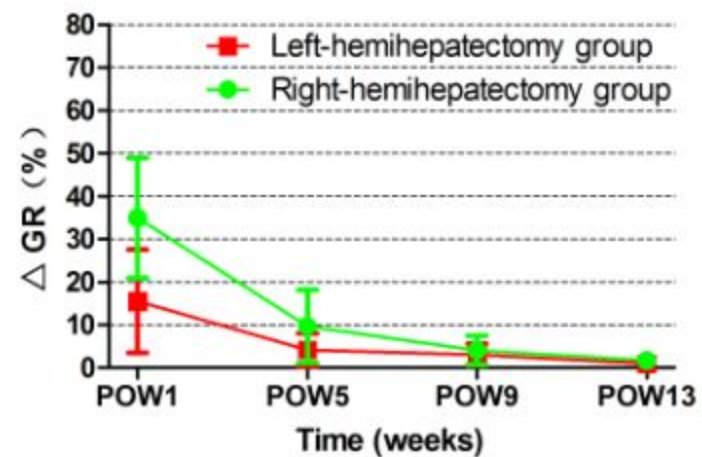 80
70
60
50
40
30
20
10
0
△ GR (%)
Left-hemihepatectomy group
Right-hemihepatectomy group
POW1 POW5 POW9 POW13
Time (weeks)